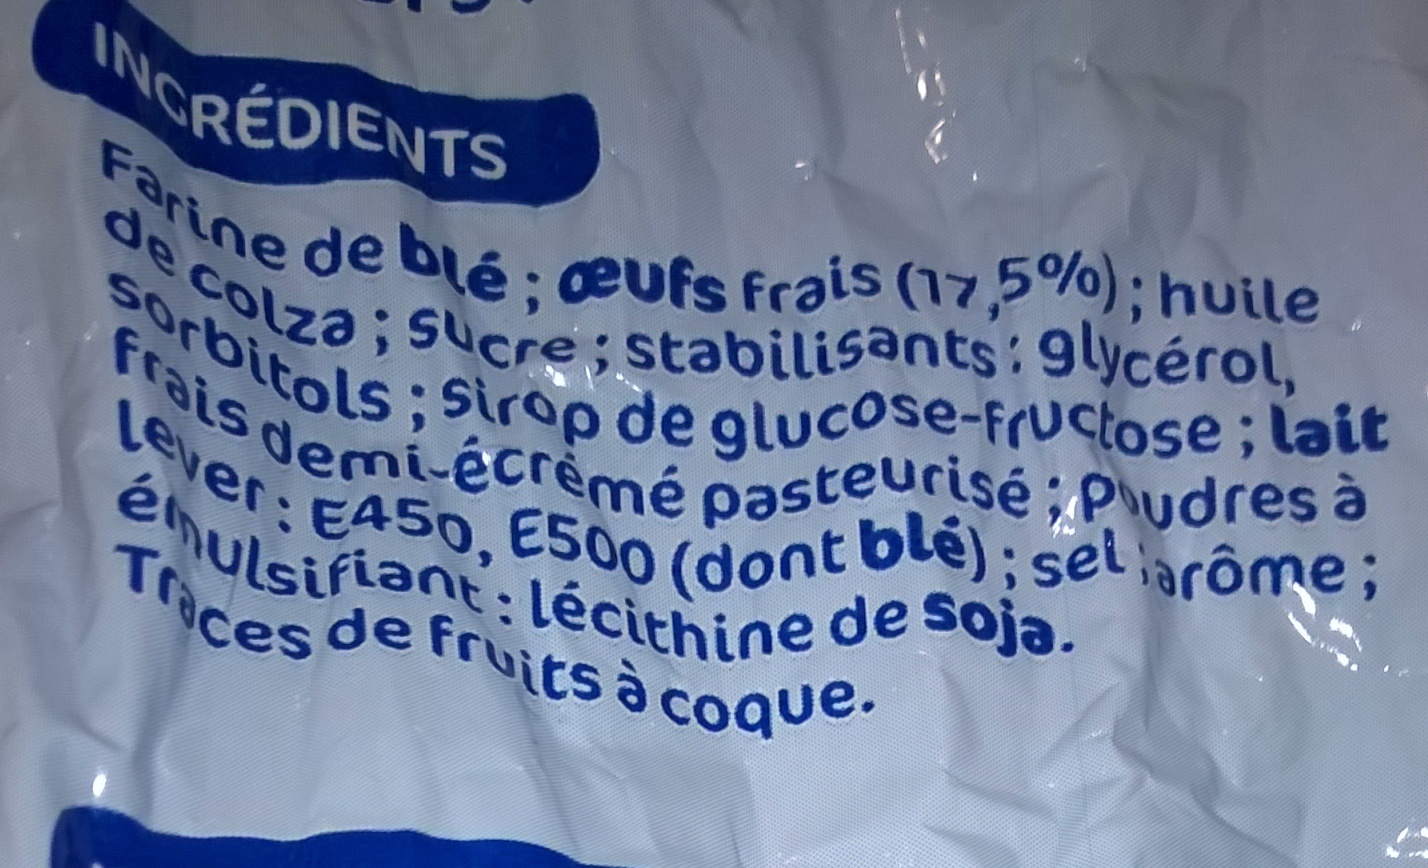 INGRÉDIENTS
Farine de blé ; œufs frais (17,5%) ; huile
de colza ; sucre ; stabilisants : glycérol,
sorbitols ; sirop de glucose-fructose ; lait
frais demi-écrémé pasteurisé ; poudres à
lever : E450, E500 (dont blé) ; sel ; arôme ;
émulsifiant : lécithine de soja.
Traces de fruits à coque.